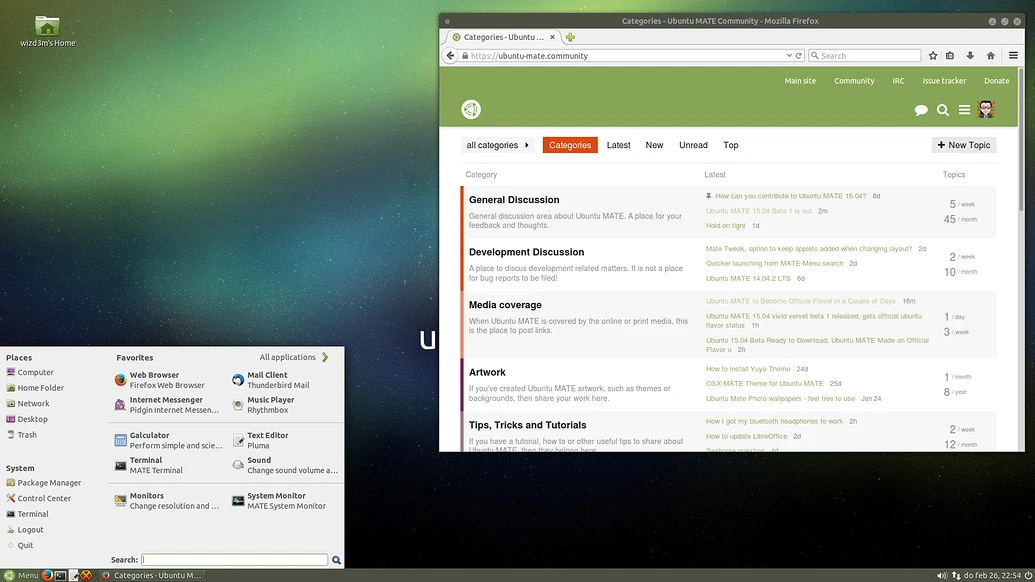 wizd3m's Home
Categories - Ubuntu MATE Community - Mozilla Firefox
Categories - Ubuntu ...
https://ubuntu-mate.community
Search
Main site Community IRC Issue tracker Donate
all categories Categories Latest New Unread Top + New Topic
Category Latest Topics
General Discussion
General discussion area about Ubuntu MATE. A place for your
feedback and thoughts.
How can you contribute to Ubuntu MATE 15.04? 8d
Ubuntu MATE 15.04 Beta 1 is out 2m
Hold on tight 1d
5 / week
45 / month
Development Discussion
A place to discus development related matters. It is not a place
for bug reports to be filed!
Mate Tweak, option to keep applets added when changing layout? 2d
Quicker launching from MATE-Menu search 2d
Ubuntu MATE 14.04.2 LTS 6d
2 / week
10 / month
Media coverage
When Ubuntu MATE is covered by the online or print media, this
is the place to post links.
Ubuntu MATE to Become Official Flavor in a Couple of Days 16m
Ubuntu MATE 15.04 vivid vervet beta 1 released, gets official ubuntu
flavor status 1h
Ubuntu 15.04 Beta Ready to Download, Ubuntu MATE Made an Official
Flavor u 2h
1 / day
3 / week
Artwork
If you've created Ubuntu MATE artwork, such as themes or
backgrounds, then share your work here.
How to install Yuyo Theme 24d
OSX-MATE Theme for Ubuntu MATE 25d
Ubuntu Mate Photo wallpapers - feel free to use Jan 24
1 / month
8 / year
Tips, Tricks and Tutorials
If you have a tutorial, how to or other useful tips to share about
Ubuntu MATE, then they belong here.
How I got my bluetooth headphones to work 2h
How to update LibreOffice 2d
Seahorse question 4d
2 / week
12 / month
u
Places
Computer
Home Folder
Network
Desktop
Trash
System
Package Manager
Control Center
Terminal
Logout
Quit
Favorites All applications
Web Browser
Firefox Web Browser
Mail Client
Thunderbird Mail
Internet Messenger
Pidgin Internet Messen...
Music Player
Rhythmbox
Galculator
Perform simple and scie...
Text Editor
Pluma
Terminal
MATE Terminal
Sound
Change sound volume a...
Monitors
Change resolution and ...
System Monitor
MATE System Monitor
Search:
Menu Categories - Ubuntu M... do feb 26, 22:54